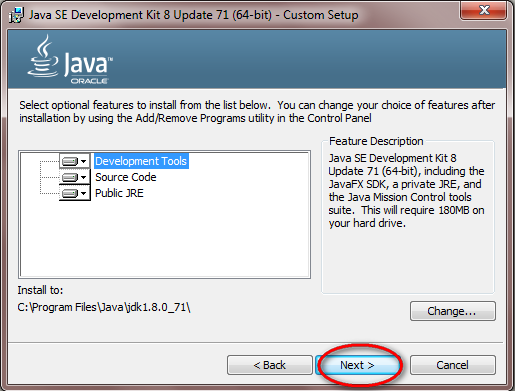 Java SE Development Kit 8 Update 71 (64-bit) - Custom Setup
Java™
ORACLE
Select optional features to install from the list below. You can change your choice of features after
installation by using the Add/Remove Programs utility in the Control Panel
Development Tools
Source Code
Public JRE
Feature Description
Java SE Development Kit 8
Update 71 (64-bit), including the
JavaFX SDK, a private JRE, and
the Java Mission Control tools
suite. This will require 180MB on
your hard drive.
Install to:
C:\Program Files\Java\jdk1.8.0_71\
Change...
< Back
Next >
Cancel